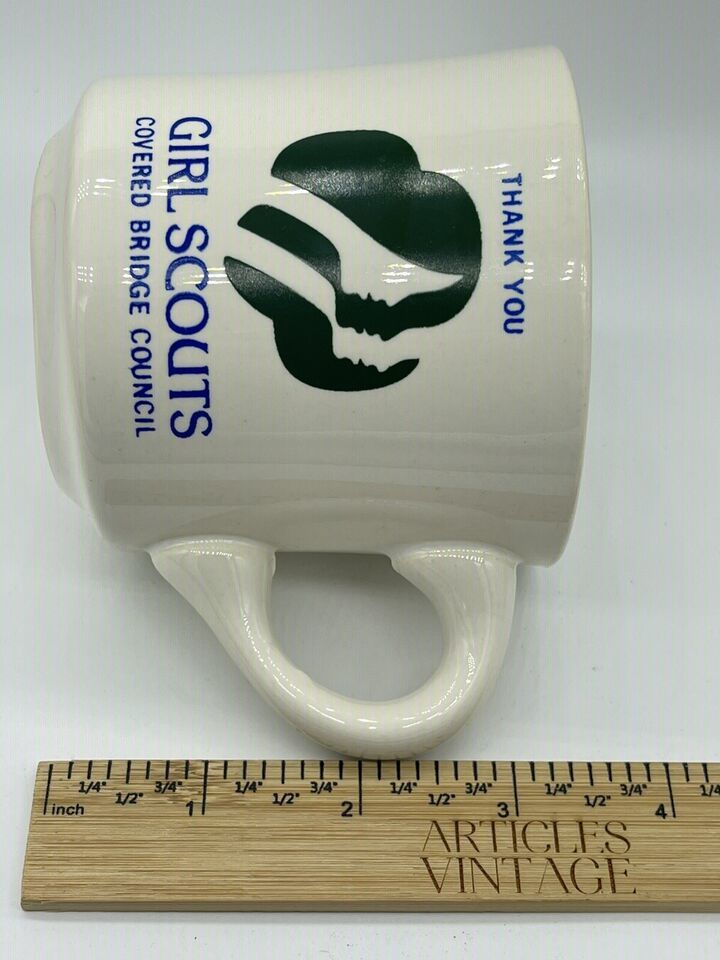 THANK YOU
GIRL SCOUTS
COVERED BRIDGE COUNCIL
1/4" 1/2" 3/4" 1/4" 1/2" 3/4" 1/4" 1/2" 3/4" 1/4" 1/2" 3/4" 1/4
inch 1 2 3 4
ARTICLES
VINTAGE